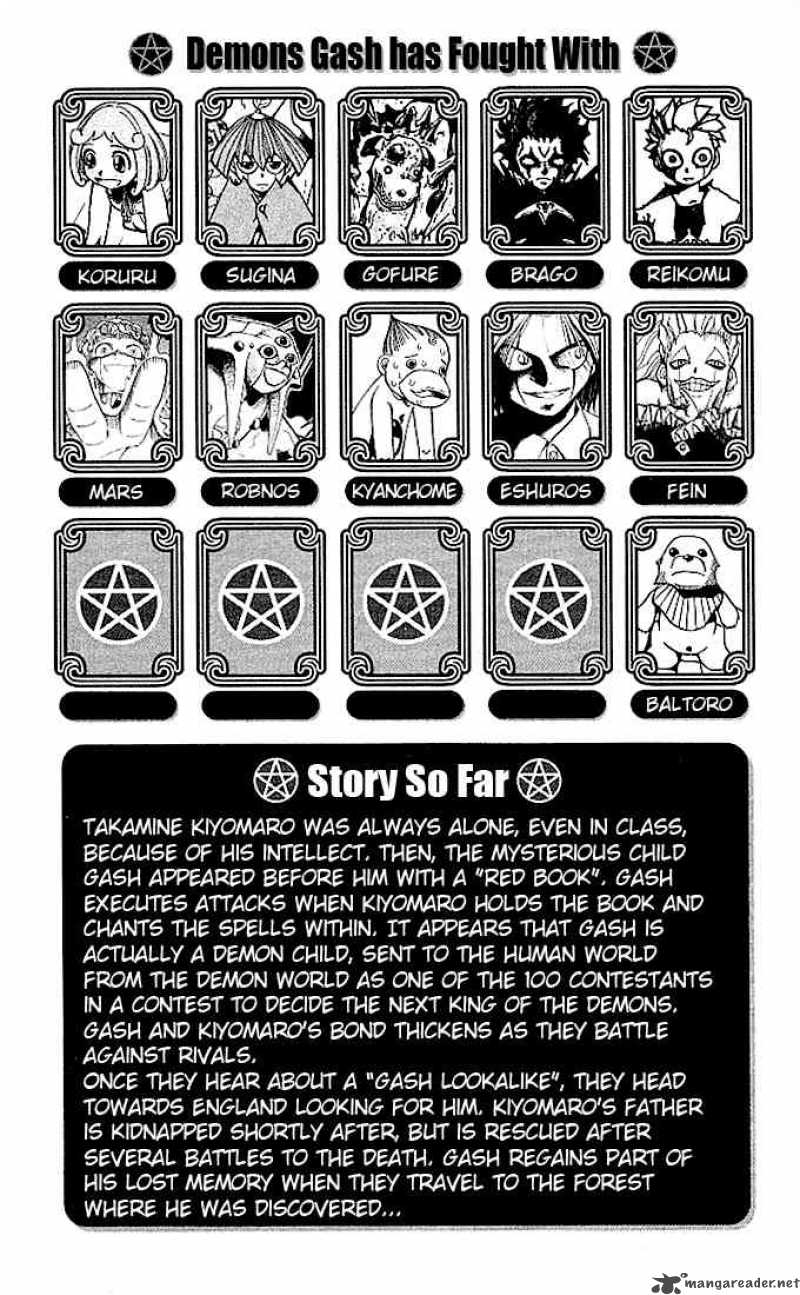 Demons Gash has Fought With
KORURU SUGINA GOFURE BRAGO REIKOMU
MARS ROBNOS KYANCHOME ESHUROS FEIN
BALTORO
Story So Far
TAKAMINE KIYOMARO WAS ALWAYS ALONE, EVEN IN CLASS,
BECAUSE OF HIS INTELLECT. THEN, THE MYSTERIOUS CHILD
GASH APPEARED BEFORE HIM WITH A "RED BOOK". GASH
EXECUTES ATTACKS WHEN KIYOMARO HOLDS THE BOOK AND
CHANTS THE SPELLS WITHIN. IT APPEARS THAT GASH IS
ACTUALLY A DEMON CHILD, SENT TO THE HUMAN WORLD
FROM THE DEMON WORLD AS ONE OF THE 100 CONTESTANTS
IN A CONTEST TO DECIDE THE NEXT KING OF THE DEMONS.
GASH AND KIYOMARO'S BOND THICKENS AS THEY BATTLE
AGAINST RIVALS.
ONCE THEY HEAR ABOUT A "GASH LOOKALIKE", THEY HEAD
TOWARDS ENGLAND LOOKING FOR HIM. KIYOMARO'S FATHER
IS KIDNAPPED SHORTLY AFTER, BUT IS RESCUED AFTER
SEVERAL BATTLES TO THE DEATH. GASH REGAINS PART OF
HIS LOST MEMORY WHEN THEY TRAVEL TO THE FOREST
WHERE HE WAS DISCOVERED...
mangareader.net